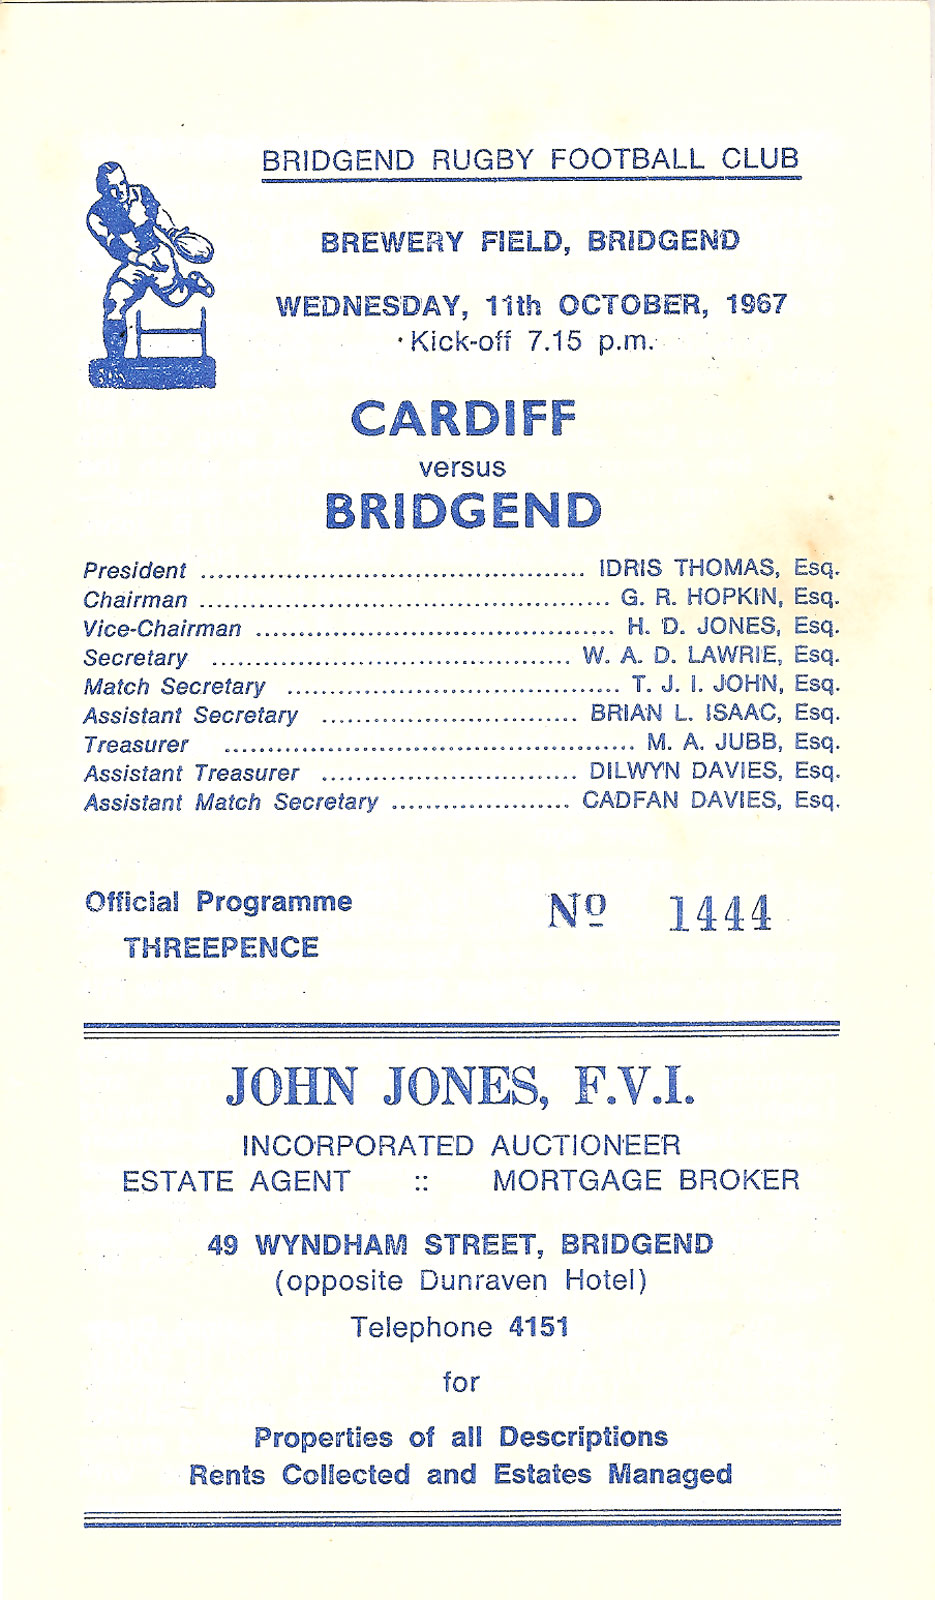 BRIDGEND RUGBY FOOTBALL CLUB
BREWERY FIELD, BRIDGEND
WEDNESDAY, 11th OCTOBER, 1967
Kick-off 7.15 p.m.
CARDIFF
versus
BRIDGEND
President ............................................. IDRIS THOMAS, Esq.
Chairman ................................................ G. R. HOPKIN, Esq.
Vice-Chairman .......................................... H. D. JONES, Esq.
Secretary .......................................... W. A. D. LAWRIE, Esq.
Match Secretary ....................................... T. J. I. JOHN, Esq.
Assistant Secretary .............................. BRIAN L. ISAAC, Esq.
Treasurer ................................................ M. A. JUBB, Esq.
Assistant Treasurer .............................. DILWYN DAVIES, Esq.
Assistant Match Secretary ..................... CADFAN DAVIES, Esq.
Official Programme
THREEPENCE
Nº 1444
JOHN JONES, F.V.I.
INCORPORATED AUCTIONEER
ESTATE AGENT :: MORTGAGE BROKER
49 WYNDHAM STREET, BRIDGEND
(opposite Dunraven Hotel)
Telephone 4151
for
Properties of all Descriptions
Rents Collected and Estates Managed